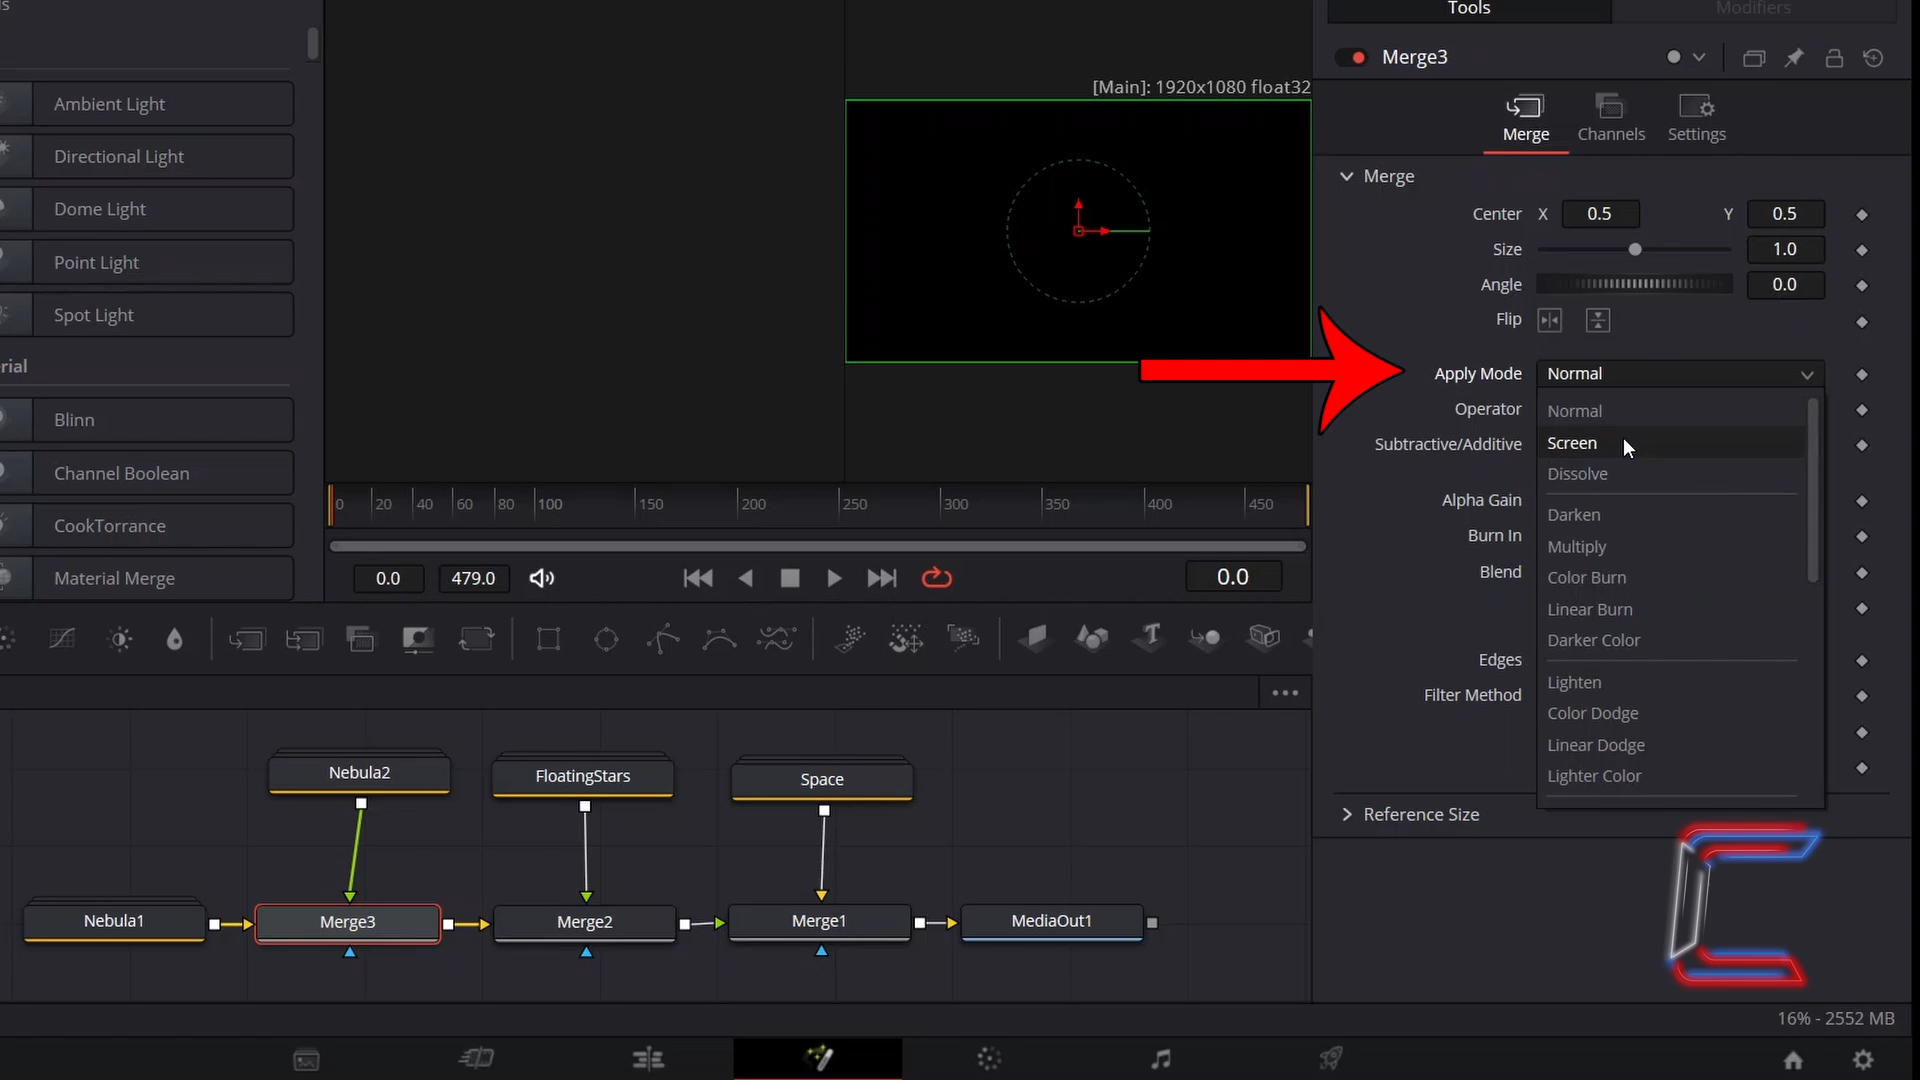 Tools
Modifiers
Merge3
[Main]: 1920x1080 float32
Ambient Light
Directional Light
Dome Light
Point Light
Spot Light
Blinn
Channel Boolean
CookTorrance
Material Merge
Merge
Channels
Settings
Merge
Center X 0.5 Y 0.5
Size 1.0
Angle 0.0
Flip
Apply Mode Normal
Operator
Subtractive/Additive
Alpha Gain
Burn In
Blend
Edges
Filter Method
Normal
Screen
Dissolve
Darken
Multiply
Color Burn
Linear Burn
Darker Color
Lighten
Color Dodge
Linear Dodge
Lighter Color
Reference Size
0 20 40 60 80 100 150 200 250 300 350 400 450
0.0 479.0 0.0
Nebula2 FloatingStars Space
Nebula1 Merge3 Merge2 Merge1 MediaOut1
16% - 2552 MB